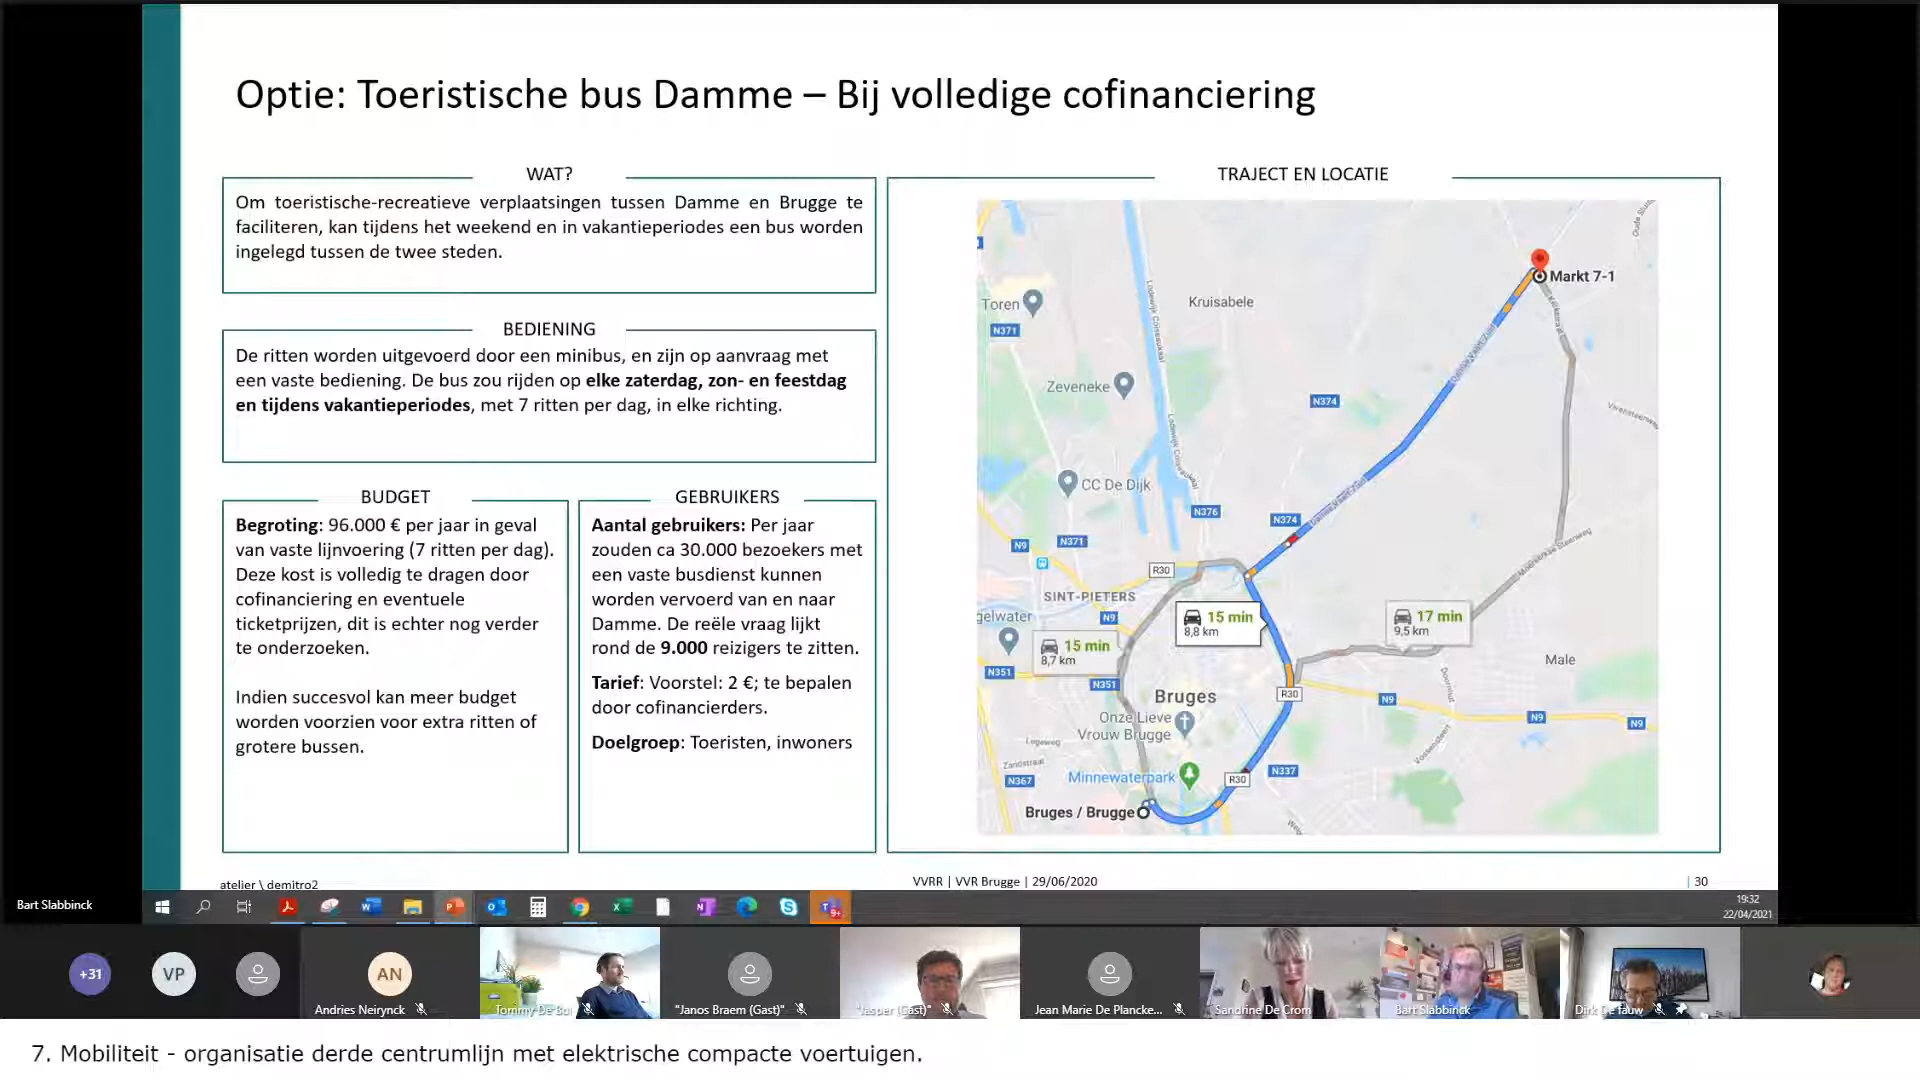 Optie: Toeristische bus Damme – Bij volledige cofinanciering
WAT?
Om toeristische-recreatieve verplaatsingen tussen Damme en Brugge te
faciliteren, kan tijdens het weekend en in vakantieperiodes een bus worden
ingelegd tussen de twee steden.
BEDIENING
De ritten worden uitgevoerd door een minibus, en zijn op aanvraag met
een vaste bediening. De bus zou rijden op elke zaterdag, zon- en feestdag
en tijdens vakantieperiodes, met 7 ritten per dag, in elke richting.
BUDGET
Begroting: 96.000 € per jaar in geval
van vaste lijnvoering (7 ritten per dag).
Deze kost is volledig te dragen door
cofinanciering en eventuele
ticketprijzen, dit is echter nog verder
te onderzoeken.
Indien succesvol kan meer budget
worden voorzien voor extra ritten of
grotere bussen.
GEBRUIKERS
Aantal gebruikers: Per jaar
zouden ca 30.000 bezoekers met
een vaste busdienst kunnen
worden vervoerd van en naar
Damme. De reële vraag lijkt
rond de 9.000 reizigers te zitten.
Tarief: Voorstel: 2 €; te bepalen
door cofinancierders.
Doelgroep: Toeristen, inwoners
TRAJECT EN LOCATIE
Markt 7-1
Toren
Kruisabele
N371
Zeveneke
N374
CC De Dijk
N376
N374
N9
N371
R30
SINT-PIETERS
gelwater
N9
15 min
8,8 km
17 min
9,5 km
15 min
8,7 km
Male
N351
N351
R30
N9
Bruges
Onze Lieve
Vrouw Brugge
N9
N9
Legeweg
Zandstraat
Vossensteert
Minnewaterpark
N367
R30
N337
Bruges / Brugge
atelier \ demitro2
VVRR | VVR Brugge | 29/06/2020
| 30
Bart Slabbinck
19:32
22/04/2021
+31
VP
AN
Andries Neirynck
"Janos Braem (Gast)"
"Jasper (Gast)"
Jean Marie De Plancke...
Sandrine De Crom
Bart Slabbinck
Dirk De fauw
7. Mobiliteit - organisatie derde centrumlijn met elektrische compacte voertuigen.